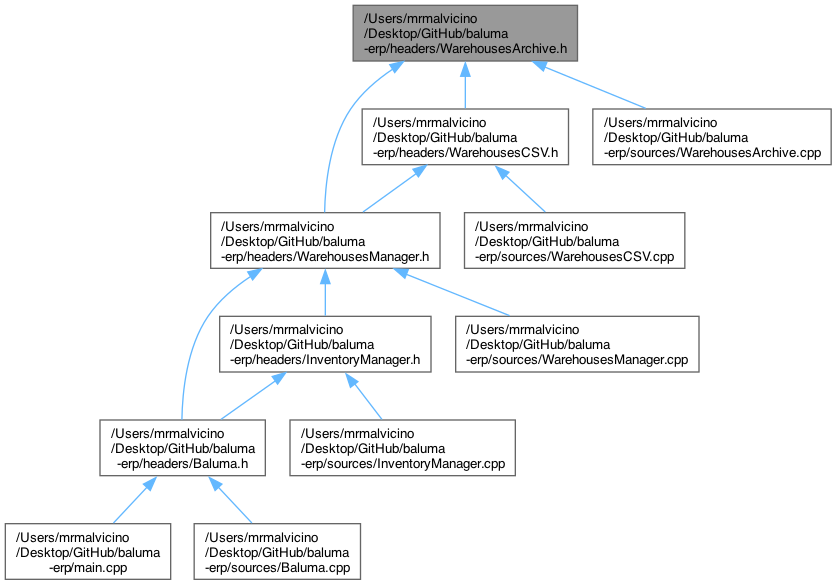 /Users/mrmalvicino
/Desktop/GitHub/baluma
-erp/headers/WarehousesArchive.h
/Users/mrmalvicino
/Desktop/GitHub/baluma
-erp/headers/WarehousesCSV.h
/Users/mrmalvicino
/Desktop/GitHub/baluma
-erp/sources/WarehousesArchive.cpp
/Users/mrmalvicino
/Desktop/GitHub/baluma
-erp/headers/WarehousesManager.h
/Users/mrmalvicino
/Desktop/GitHub/baluma
-erp/sources/WarehousesCSV.cpp
/Users/mrmalvicino
/Desktop/GitHub/baluma
-erp/headers/InventoryManager.h
/Users/mrmalvicino
/Desktop/GitHub/baluma
-erp/sources/WarehousesManager.cpp
/Users/mrmalvicino
/Desktop/GitHub/baluma
-erp/headers/Baluma.h
/Users/mrmalvicino
/Desktop/GitHub/baluma
-erp/sources/InventoryManager.cpp
/Users/mrmalvicino
/Desktop/GitHub/baluma
-erp/main.cpp
/Users/mrmalvicino
/Desktop/GitHub/baluma
-erp/sources/Baluma.cpp